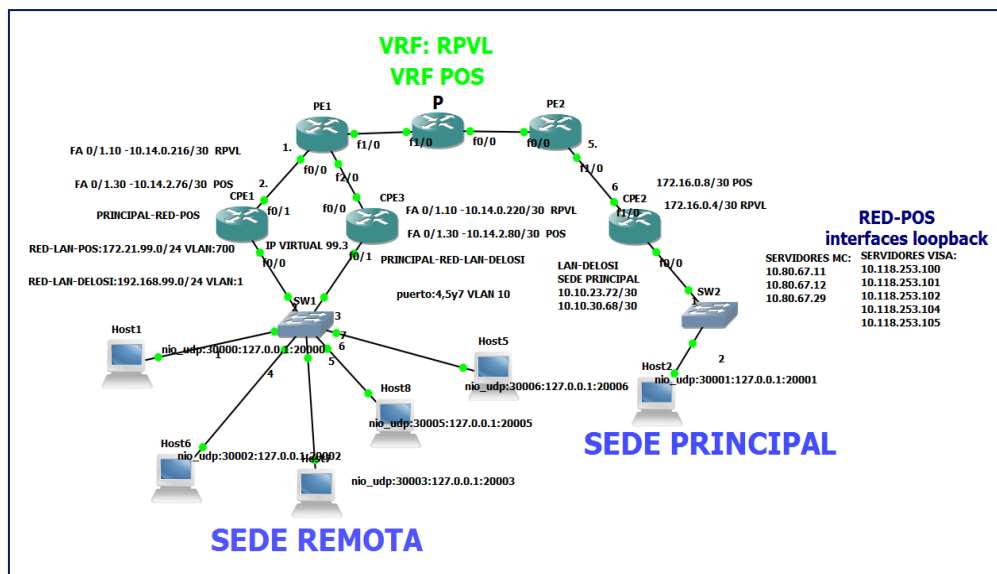 VRF: RPVL
VRF POS
P
PE1
PE2
f1/0
f1/0
f0/0
f0/0
1.
f0/0
f2/0
5.
f1/0
FA 0/1.10 -10.14.0.216/30 RPVL
FA 0/1.30 -10.14.2.76/30 POS
2.
CPE1
f0/1
PRINCIPAL-RED-POS
f0/0
CPE3
FA 0/1.10 -10.14.0.220/30 RPVL
FA 0/1.30 -10.14.2.80/30 POS
PRINCIPAL-RED-LAN-DELOSI
6
CPE2
f1/0
172.16.0.8/30 POS
172.16.0.4/30 RPVL
f0/0
RED-LAN-POS:172.21.99.0/24 VLAN:700
IP VIRTUAL 99.3
f0/0
f0/1
RED-LAN-DELOSI:192.168.99.0/24 VLAN:1
puerto:4,5y7 VLAN 10
LAN-DELOSI
SEDE PRINCIPAL
10.10.23.72/30
10.10.30.68/30
RED-POS
interfaces loopback
SERVIDORES MC:
10.80.67.11
10.80.67.12
10.80.67.29
SERVIDORES VISA:
10.118.253.100
10.118.253.101
10.118.253.102
10.118.253.104
10.118.253.105
SW1
3
SW2
1
2
Host1
1
nio_udp:30000:127.0.0.1:20000
4
5
6
7
Host5
nio_udp:30006:127.0.0.1:20006
Host8
nio_udp:30005:127.0.0.1:20005
Host2
nio_udp:30001:127.0.0.1:20001
Host6
nio_udp:30002:127.0.0.1:20002
nio_udp:30003:127.0.0.1:20003
SEDE PRINCIPAL
SEDE REMOTA